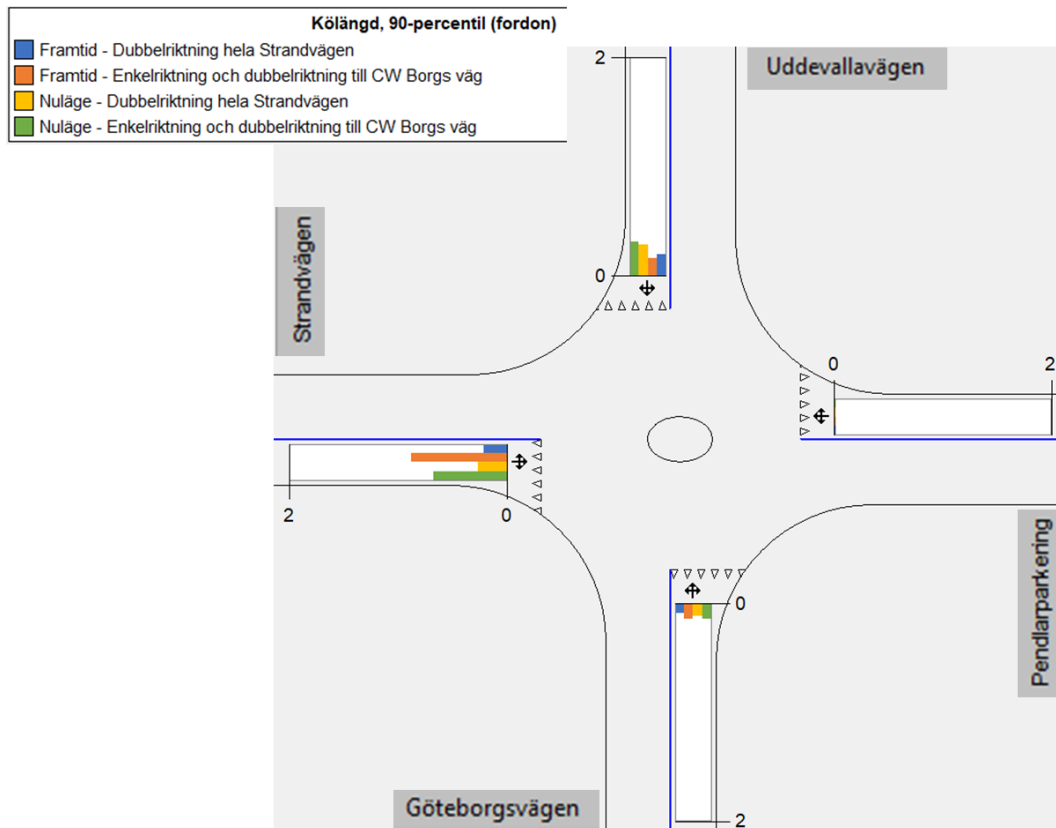 Kölängd, 90-percentil (fordon)
Framtid - Dubbelriktning hela Strandvägen
Framtid - Enkelriktning och dubbelriktning till CW Borgs väg
Nuläge - Dubbelriktning hela Strandvägen
Nuläge - Enkelriktning och dubbelriktning till CW Borgs väg
2
Uddevallavägen
Strandvägen
0
0
2
2
0
0
Pendlarparkering
Göteborgsvägen
2